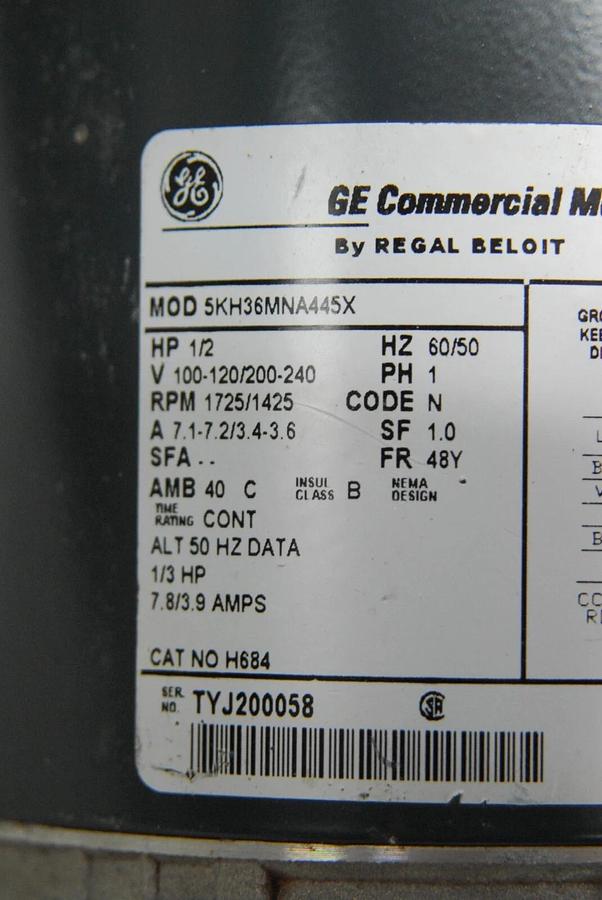 GE
GE Commercial
By REGAL BELOIT
MOD 5KH36MNA445X
HP 1/2 HZ 60/50
V 100-120/200-240 PH 1
RPM 1725/1425 CODE N
A 7.1-7.2/3.4-3.6 SF 1.0
SFA -- FR 48Y
AMB 40 C INSUL CLASS B NEMA DESIGN -
TIME RATING CONT
ALT 50 HZ DATA
1/3 HP
7.8/3.9 AMPS
CAT NO H684
SER. NO. TYJ200058 SA